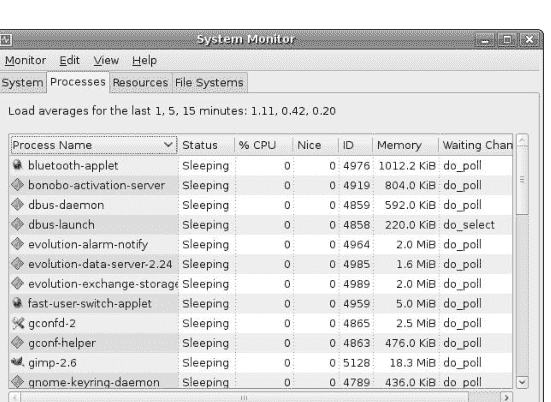 System Monitor
Monitor Edit View Help
System Processes Resources File Systems
Load averages for the last 1, 5, 15 minutes: 1.11, 0.42, 0.20
Process Name Status % CPU Nice ID Memory Waiting Chan
bluetooth-applet Sleeping 0 0 4976 1012.2 KiB do_poll
bonobo-activation-server Sleeping 0 0 4919 804.0 KiB do_poll
dbus-daemon Sleeping 0 0 4859 592.0 KiB do_poll
dbus-launch Sleeping 0 0 4858 220.0 KiB do_select
evolution-alarm-notify Sleeping 0 0 4964 2.0 MiB do_poll
evolution-data-server-2.24 Sleeping 0 0 4985 1.6 MiB do_poll
evolution-exchange-storage Sleeping 0 0 4989 2.0 MiB do_poll
fast-user-switch-applet Sleeping 0 0 4959 5.0 MiB do_poll
gconfd-2 Sleeping 0 0 4865 2.5 MiB do_poll
gconf-helper Sleeping 0 0 4863 476.0 KiB do_poll
gimp-2.6 Sleeping 0 0 5128 18.3 MiB do_poll
gnome-keyring-daemon Sleeping 0 0 4789 436.0 KiB do_poll